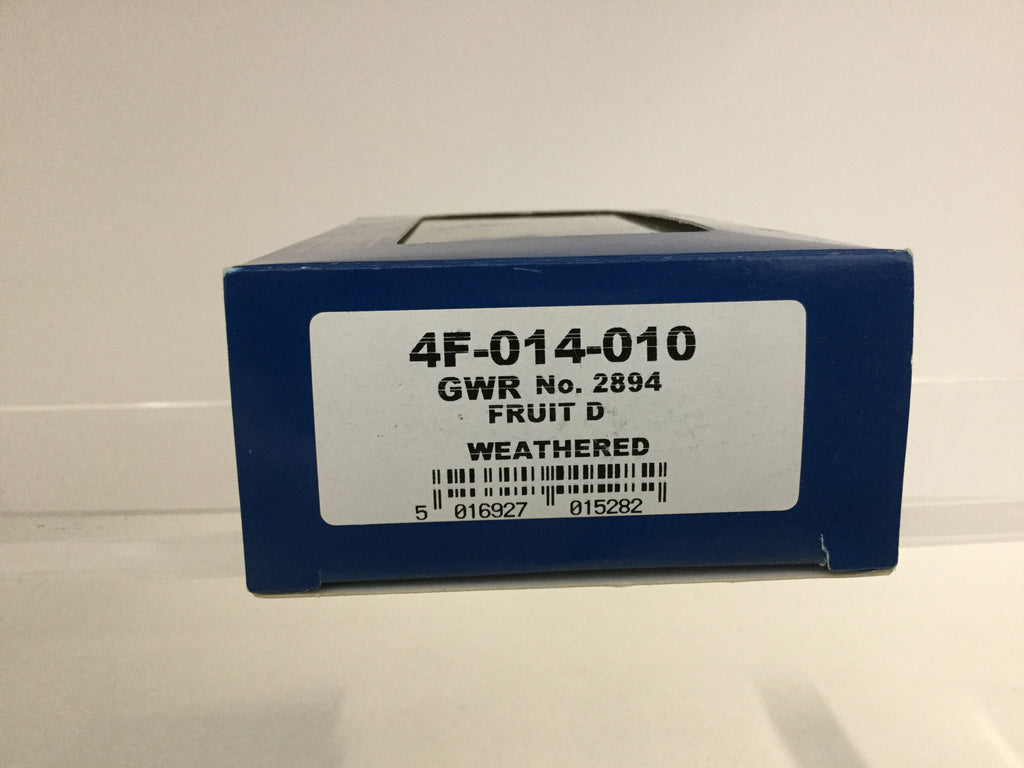 4F-014-010
GWR No. 2894
FRUIT D
WEATHERED
5 016927 015282